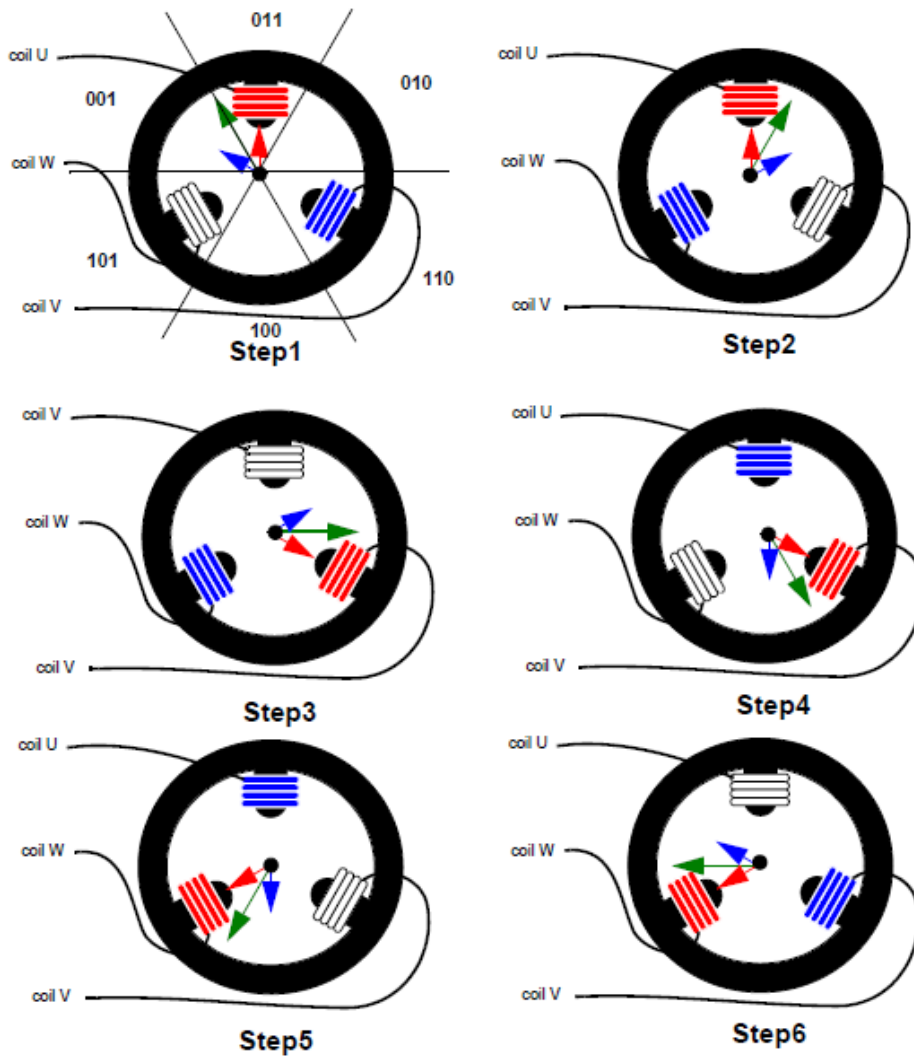 011
coil U
010
001
coil W
101
110
coil V
100
Step1
coil U
coil W
coil V
Step2
coil V
coil W
coil V
Step3
coil U
coil W
coil V
Step4
coil U
coil W
coil V
Step5
coil U
coil W
coil V
Step6